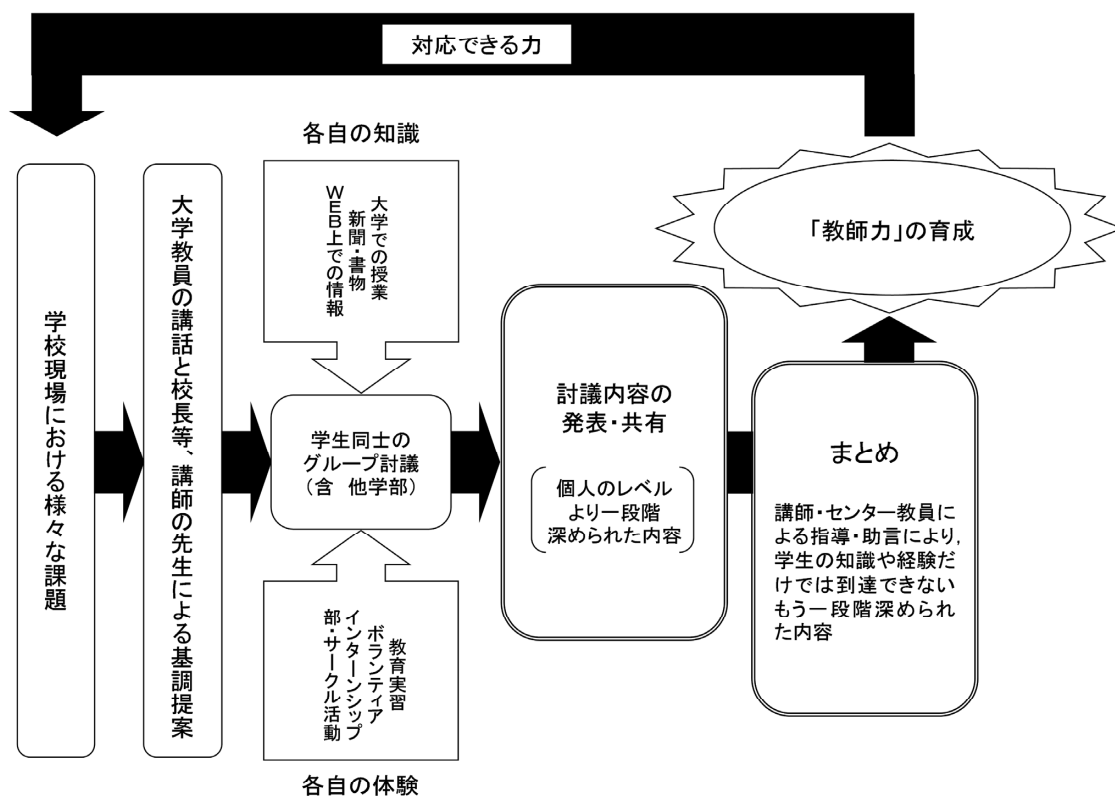 対応できる力
学校現場における様々な課題
大学教員の講話と校長等、講師の先生による基調提案
各自の知識
大学での授業
新聞・書物
ＷＥＢ上での情報
学生同士の
グループ討議
（含　他学部）
教育実習
ボランティア
インターンシップ
部・サークル活動
各自の体験
討議内容の
発表・共有
個人のレベル
より一段階
深められた内容
まとめ
講師・センター教員に
よる指導・助言により，
学生の知識や経験だ
けでは到達できない
もう一段階深められ
た内容
「教師力」の育成